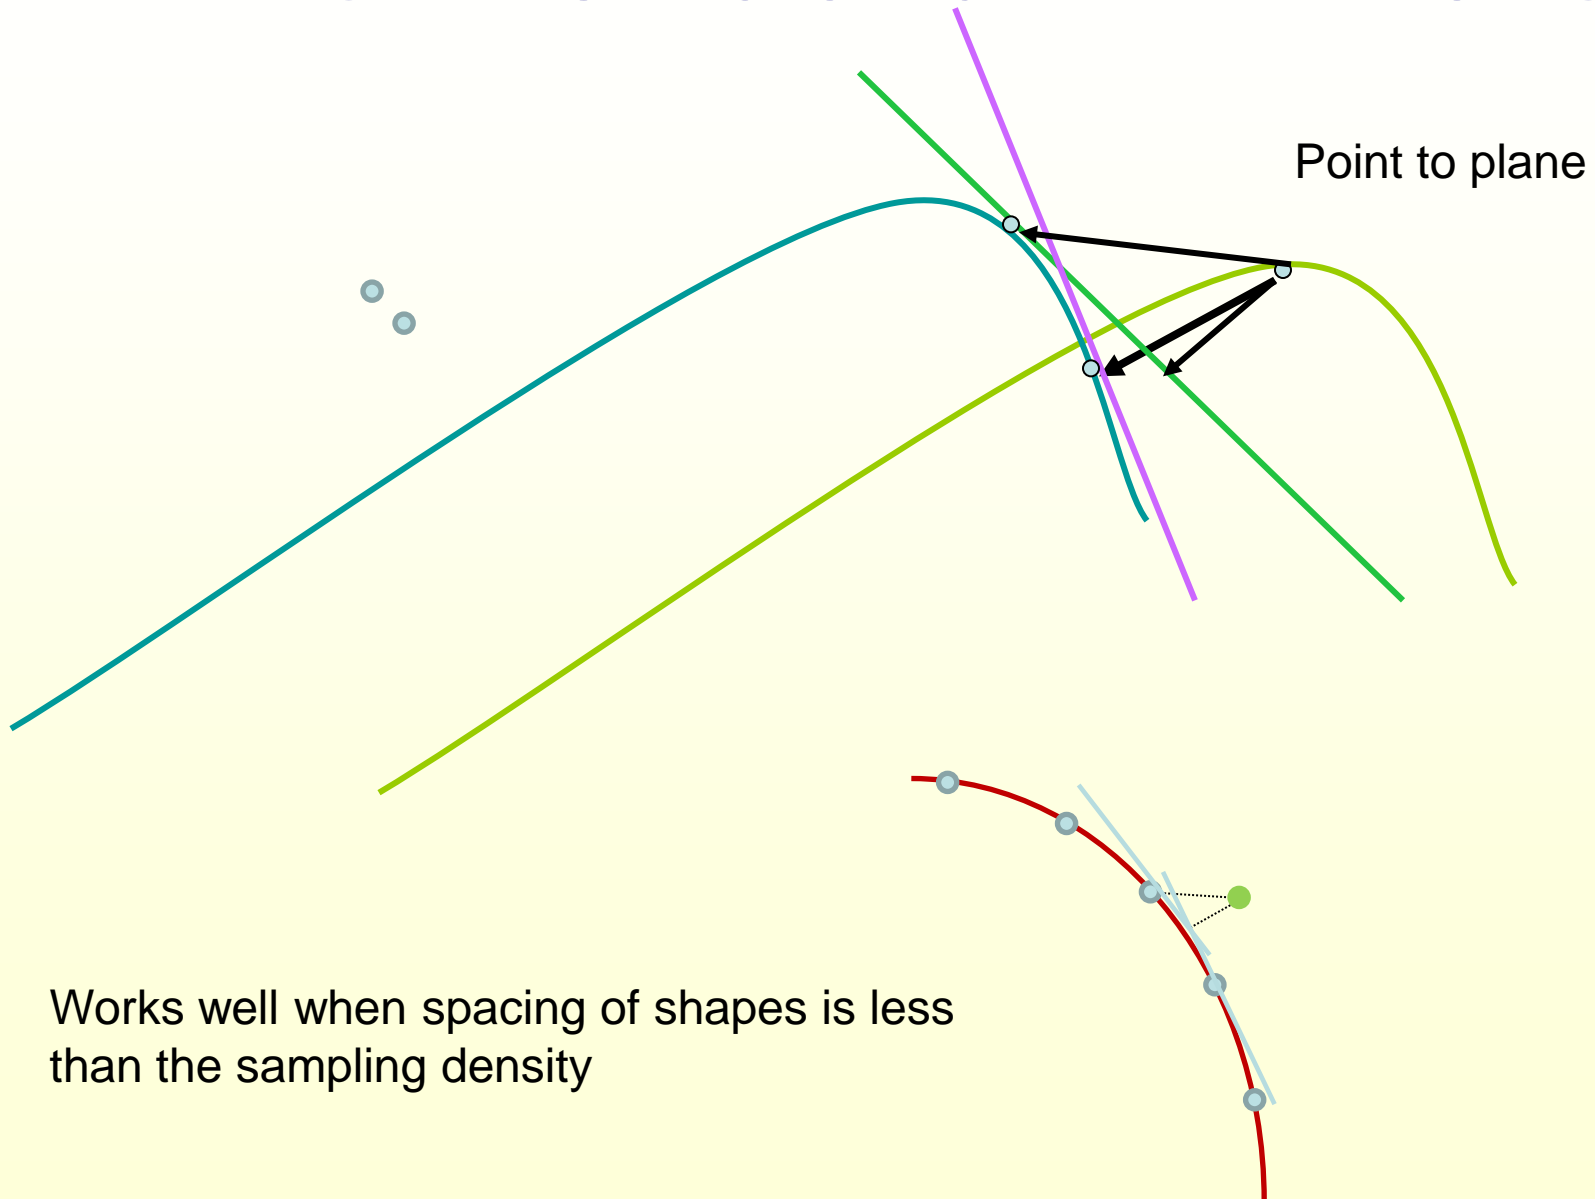 Point to plane
Works well when spacing of shapes is less
than the sampling density